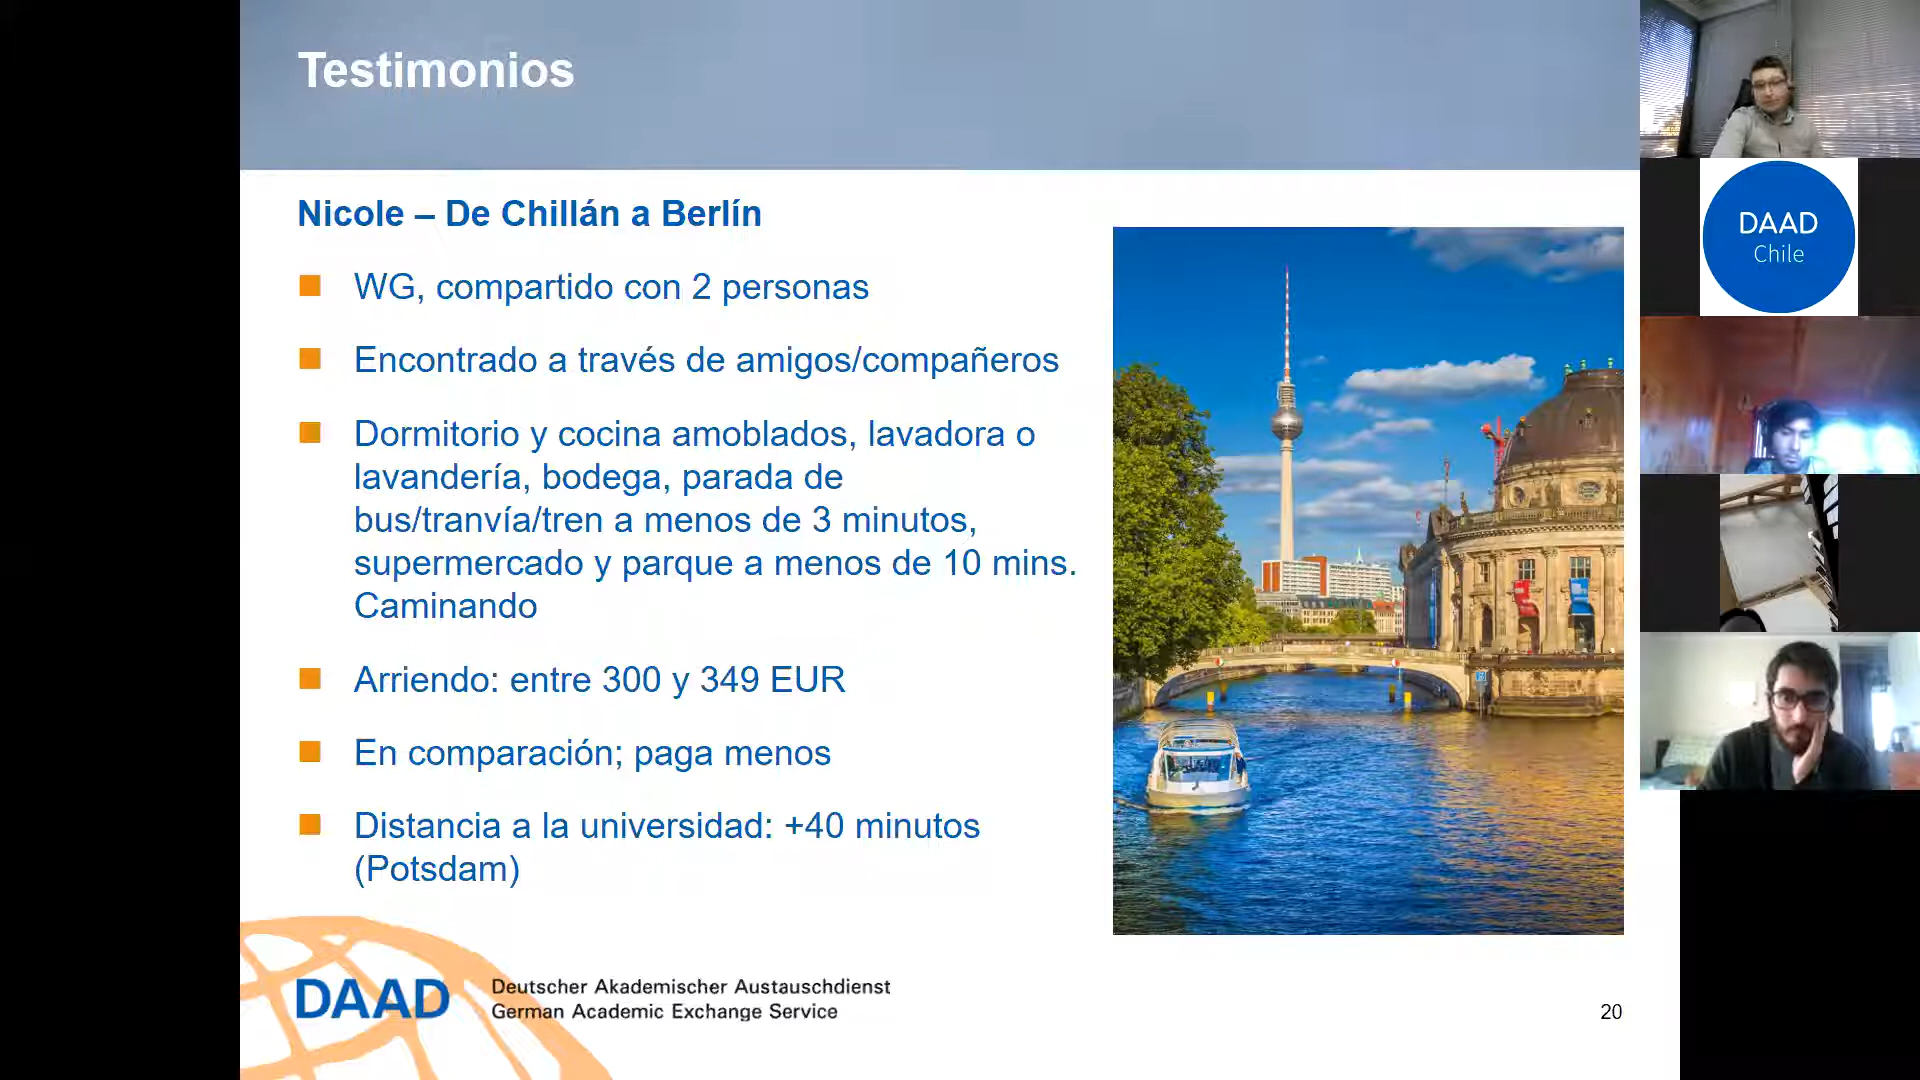 Testimonios
Nicole – De Chillán a Berlín
WG, compartido con 2 personas
Encontrado a través de amigos/compañeros
Dormitorio y cocina amoblados, lavadora o
lavandería, bodega, parada de
bus/tranvía/tren a menos de 3 minutos,
supermercado y parque a menos de 10 mins.
Caminando
Arriendo: entre 300 y 349 EUR
En comparación; paga menos
Distancia a la universidad: +40 minutos
(Potsdam)
DAAD
Deutscher Akademischer Austauschdienst
German Academic Exchange Service
20
DAAD
Chile